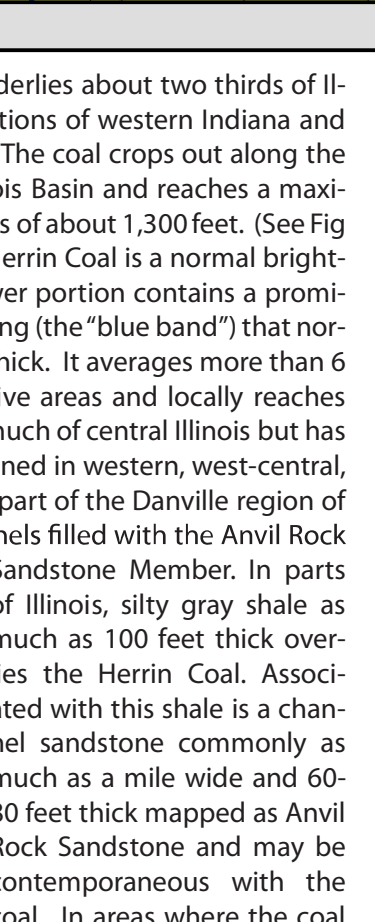 derlies about two thirds of Il-
tions of western Indiana and
The coal crops out along the
ois Basin and reaches a maxi-
s of about 1,300 feet. (See Fig
errin Coal is a normal bright-
ver portion contains a promi-
ng (the “blue band”) that nor-
hick. It averages more than 6
ive areas and locally reaches
much of central Illinois but has
ned in western, west-central,
part of the Danville region of
nels filled with the Anvil Rock
Sandstone Member. In parts
of Illinois, silty gray shale as
much as 100 feet thick over-
ies the Herrin Coal. Associ-
ated with this shale is a chan-
nel sandstone commonly as
much as a mile wide and 60-
80 feet thick mapped as Anvil
Rock Sandstone and may be
contemporaneous with the
coal. In areas where the coal